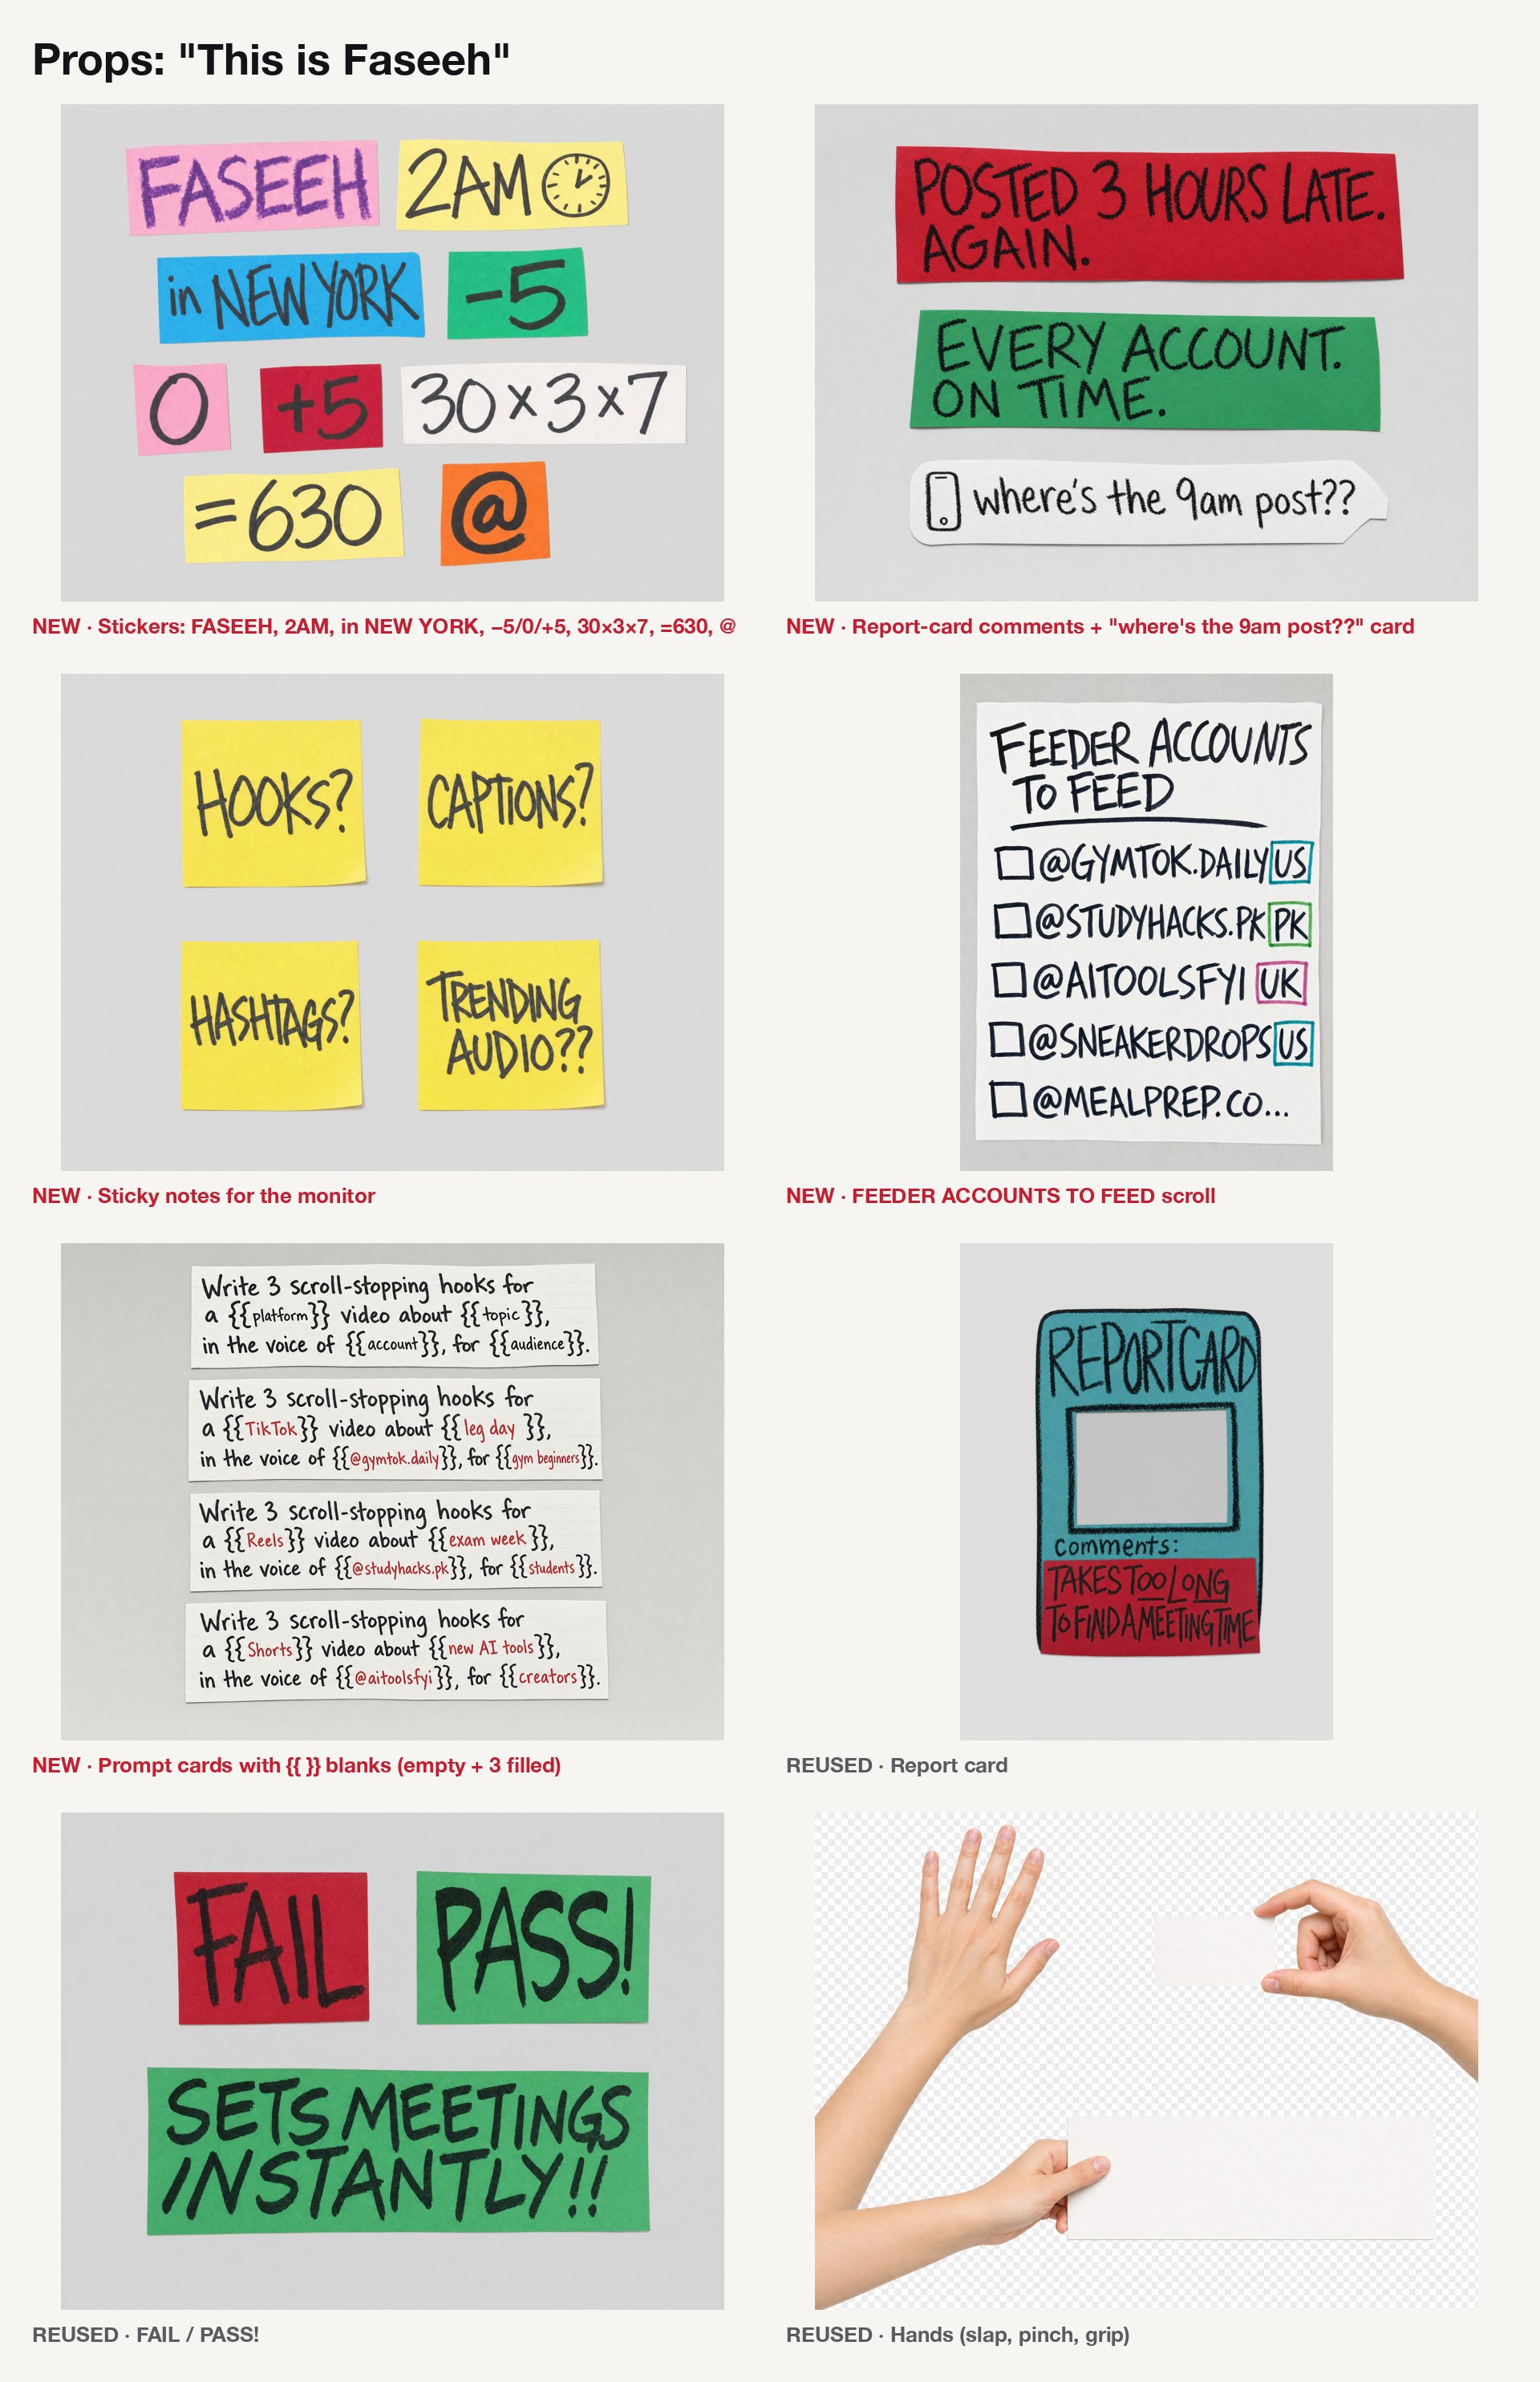 Props: "This is Faseeh"
FASEEH
2AM
in NEW YORK
-5
0
+5
30×3×7
=630
@
NEW · Stickers: FASEEH, 2AM, in NEW YORK, −5/0/+5, 30×3×7, =630, @
POSTED 3 HOURS LATE.
AGAIN.
EVERY ACCOUNT.
ON TIME.
where's the 9am post??
NEW · Report-card comments + "where's the 9am post??" card
HOOKS?
CAPTIONS?
HASHTAGS?
TRENDING
AUDIO??
NEW · Sticky notes for the monitor
FEEDER ACCOUNTS
TO FEED
@GYMTOK.DAILY US
@STUDYHACKS.PK PK
@AITOOLSFYI UK
@SNEAKERDROPS US
@MEALPREP.CO...
NEW · FEEDER ACCOUNTS TO FEED scroll
Write 3 scroll-stopping hooks for
a {{platform}} video about {{topic}},
in the voice of {{account}}, for {{audience}}.
Write 3 scroll-stopping hooks for
a {{TikTok}} video about {{leg day}},
in the voice of {{@gymtok.daily}}, for {{gym beginners}}.
Write 3 scroll-stopping hooks for
a {{Reels}} video about {{exam week}},
in the voice of {{@studyhacks.pk}}, for {{students}}.
Write 3 scroll-stopping hooks for
a {{Shorts}} video about {{new AI tools}},
in the voice of {{@aitoolsfyi}}, for {{creators}}.
NEW · Prompt cards with {{ }} blanks (empty + 3 filled)
REPORT CARD
comments:
TAKES TOO LONG
TO FIND A MEETING TIME
REUSED · Report card
FAIL
PASS!
SETS MEETINGS
INSTANTLY!!
REUSED · FAIL / PASS!
REUSED · Hands (slap, pinch, grip)